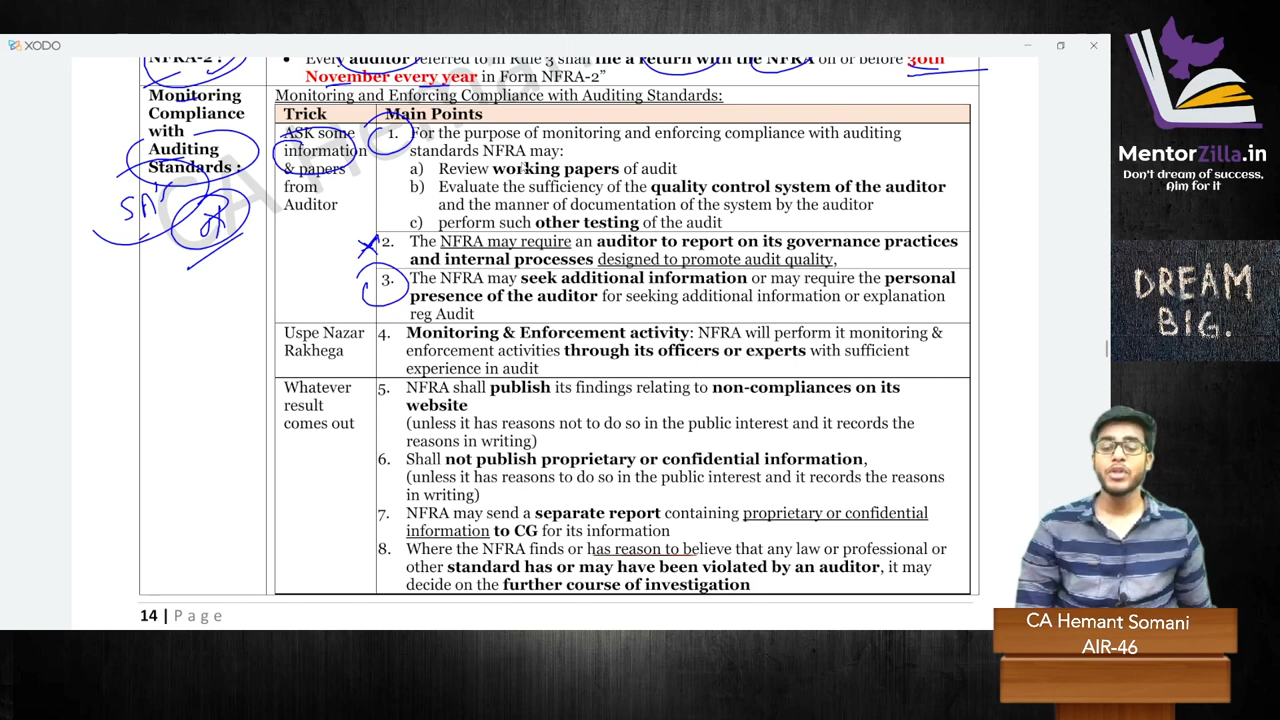 XODO
NFRA-2 :
Every auditor referred to in Rule 3 shall file a return with the NFRA on or before 30th
November every year in Form NFRA-2”
Monitoring
Compliance
with
Auditing
Standards :
SA's
Monitoring and Enforcing Compliance with Auditing Standards:
Trick
Main Points
ASK some
information
& papers
from
Auditor
1. For the purpose of monitoring and enforcing compliance with auditing
standards NFRA may:
a) Review working papers of audit
b) Evaluate the sufficiency of the quality control system of the auditor
and the manner of documentation of the system by the auditor
c) perform such other testing of the audit
2. The NFRA may require an auditor to report on its governance practices
and internal processes designed to promote audit quality,
3. The NFRA may seek additional information or may require the personal
presence of the auditor for seeking additional information or explanation
reg Audit
Uspe Nazar
Rakhega
4. Monitoring & Enforcement activity: NFRA will perform it monitoring &
enforcement activities through its officers or experts with sufficient
experience in audit
Whatever
result
comes out
5. NFRA shall publish its findings relating to non-compliances on its
website
(unless it has reasons not to do so in the public interest and it records the
reasons in writing)
6. Shall not publish proprietary or confidential information,
(unless it has reasons to do so in the public interest and it records the reasons
in writing)
7. NFRA may send a separate report containing proprietary or confidential
information to CG for its information
8. Where the NFRA finds or has reason to believe that any law or professional or
other standard has or may have been violated by an auditor, it may
decide on the further course of investigation
14 | Page
MentorZilla.in
Don't dream of success,
Aim for it
DREAM
BIG.
CA Hemant Somani
AIR-46